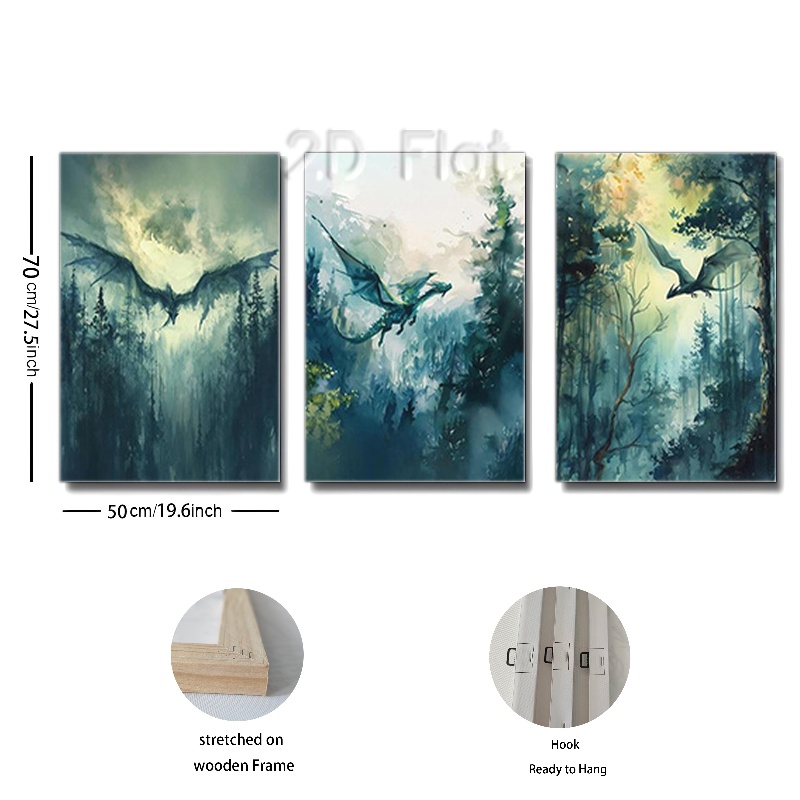 2D Flat
70 cm/27.5inch
50cm/19.6inch
stretched on
wooden Frame
Hook
Ready to Hang